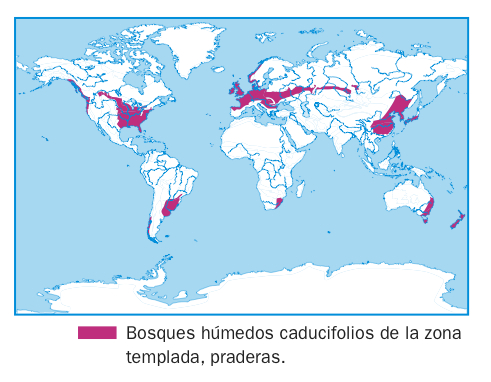 Bosques húmedos caducifolios de la zona
templada, praderas.